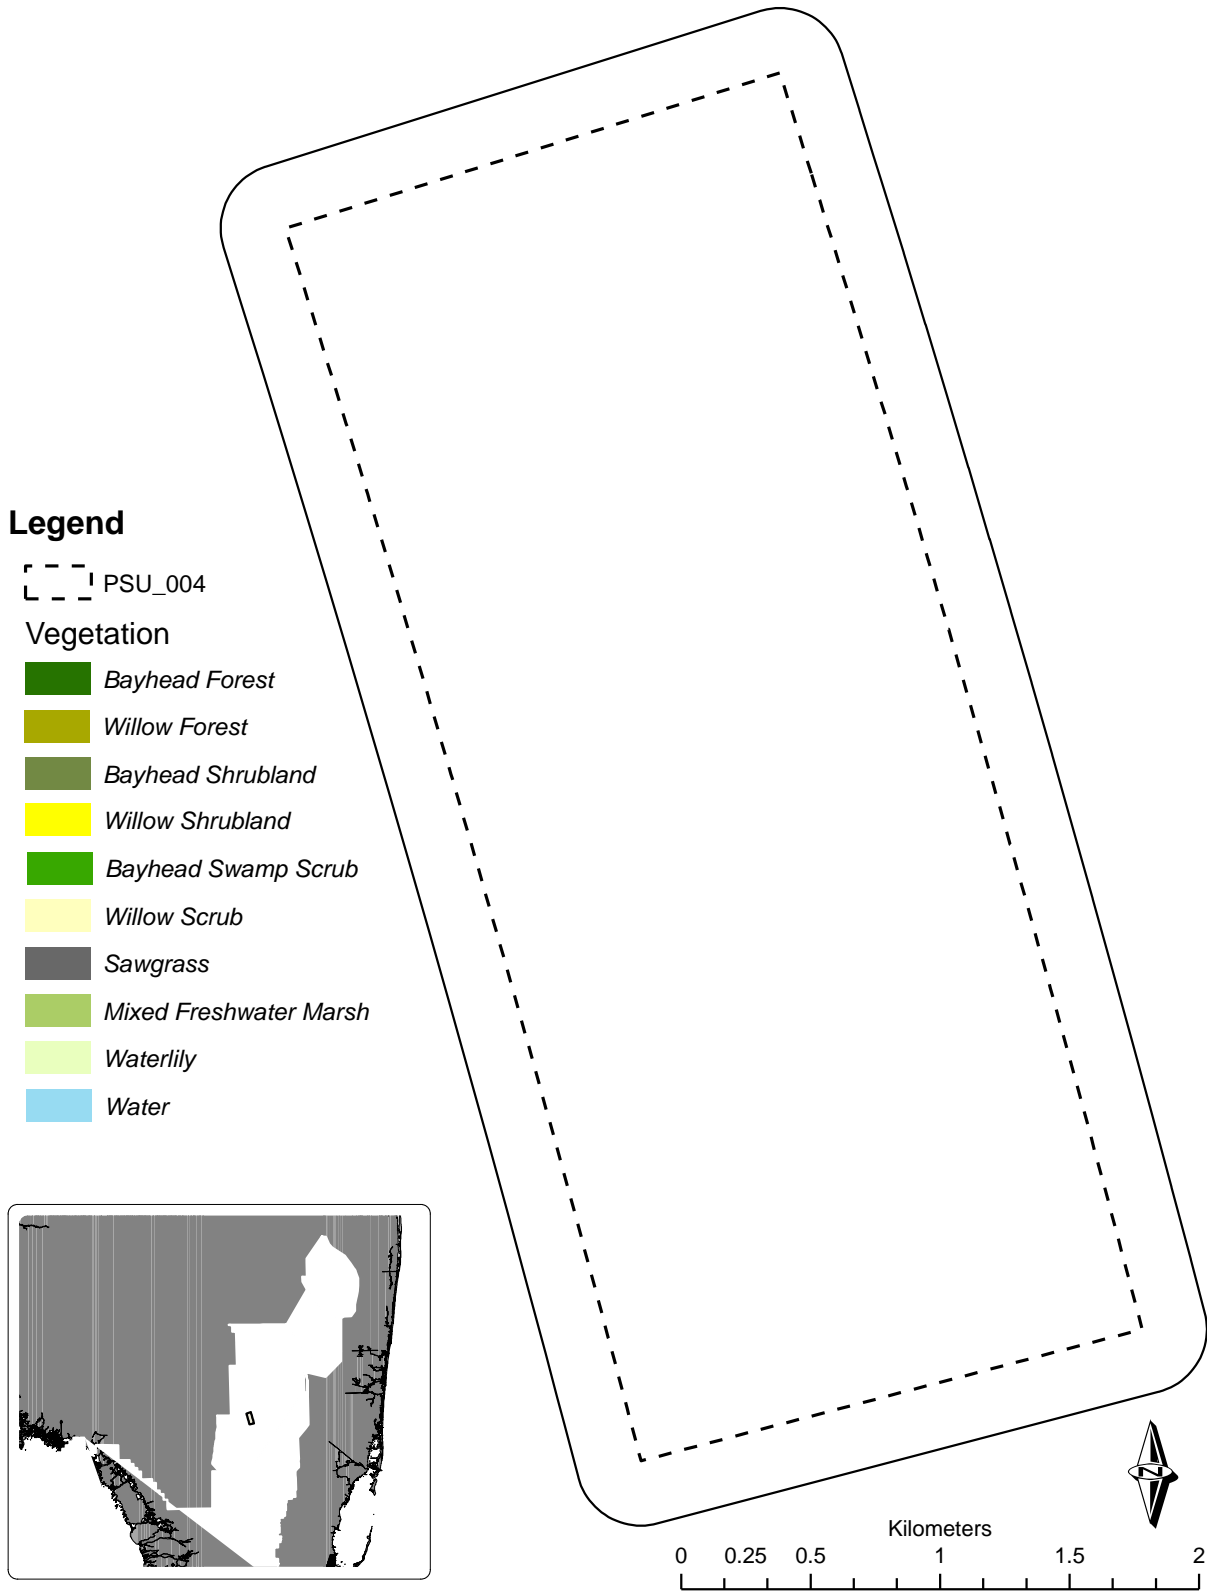 Legend
PSU_004
Vegetation
Bayhead Forest
Willow Forest
Bayhead Shrubland
Willow Shrubland
Bayhead Swamp Scrub
Willow Scrub
Sawgrass
Mixed Freshwater Marsh
Waterlily
Water
N
Kilometers
0 0.25 0.5 1 1.5 2